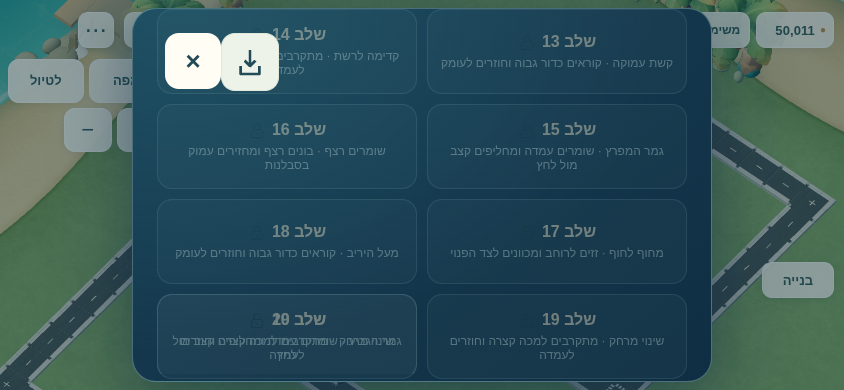 50,011
משימ
לטיול
מפה
בנייה
שלב 13
קשת עמוקה · קוראים כדור גבוה וחוזרים לעומק
שלב 14
קדימה לרשת · מתקרבים
לעמדה
שלב 15
גמר המפרץ · שומרים עמדה ומחליפים קצב
מול לחץ
שלב 16
שומרים רצף · בונים רצף ומחזירים עמוק
בסבלנות
שלב 17
מחוף לחוף · זזים לרוחב ומכוונים לצד הפנוי
שלב 18
מעל היריב · קוראים כדור גבוה וחוזרים לעומק
שלב 19
שינוי מרחק · מתקרבים למכה קצרה וחוזרים
לעמדה
שלב